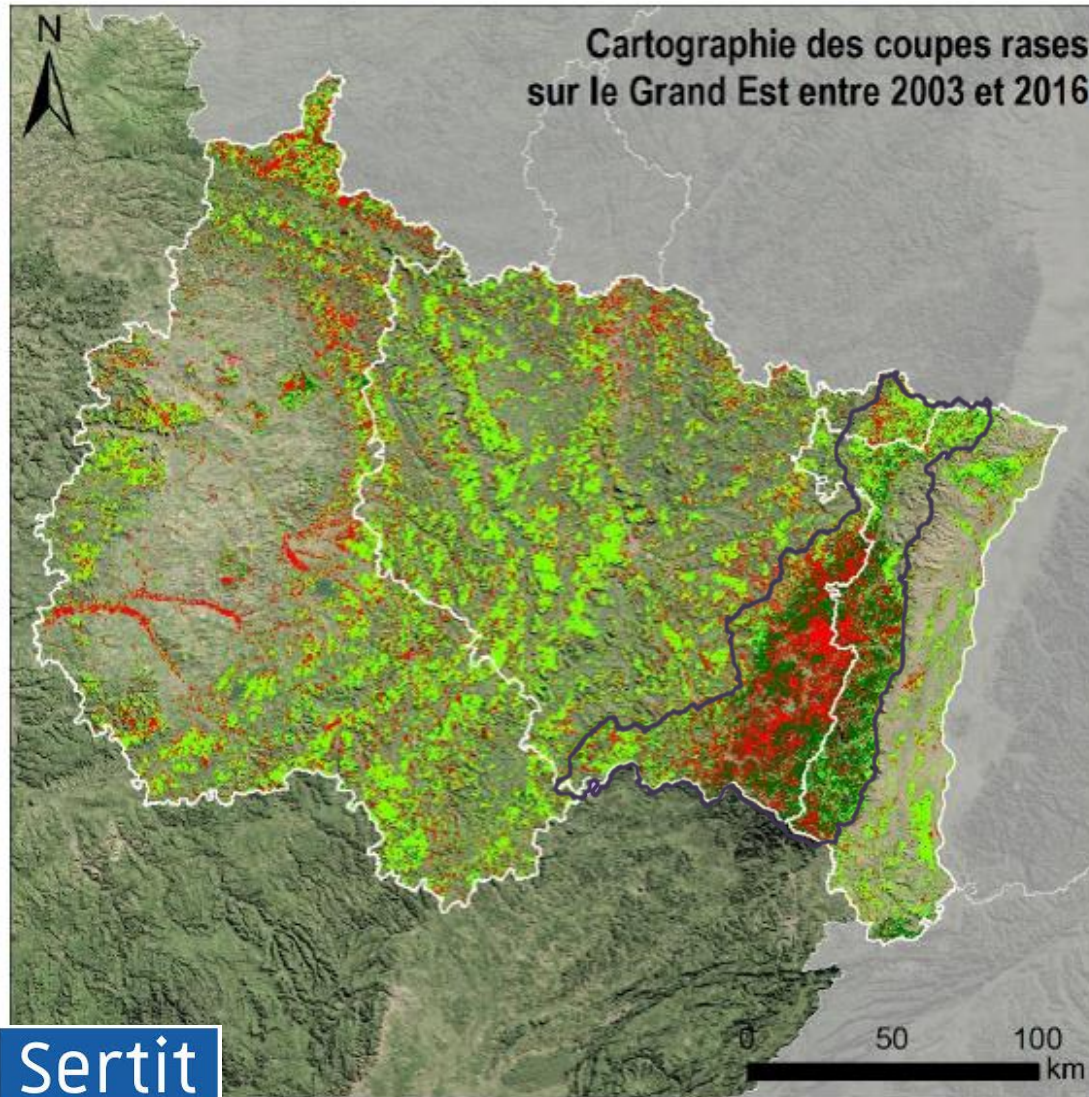 N
Cartographie des coupes rases
sur le Grand Est entre 2003 et 2016
0 50 100
km
Sertit